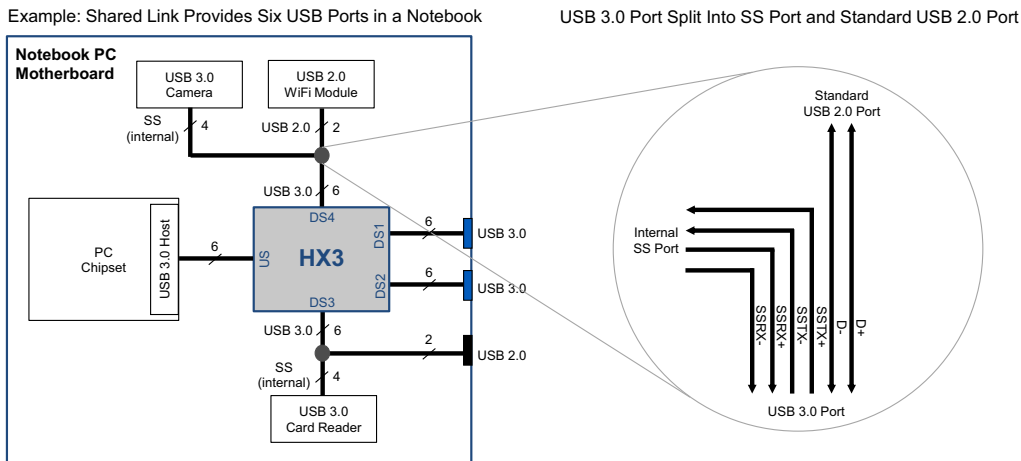 Example: Shared Link Provides Six USB Ports in a Notebook
USB 3.0 Port Split Into SS Port and Standard USB 2.0 Port
Notebook PC
Motherboard
USB 3.0
Camera
USB 2.0
WiFi Module
SS
(internal)
4
USB 2.0
2
USB 3.0
6
PC
Chipset
USB 3.0 Host
6
US
DS4
HX3
DS1
DS2
DS3
6
USB 3.0
6
USB 3.0
USB 3.0
6
2
USB 2.0
SS
(internal)
4
USB 3.0
Card Reader
Standard
USB 2.0 Port
Internal
SS Port
SSRX-
SSRX+
SSTX-
SSTX+
D-
D+
USB 3.0 Port